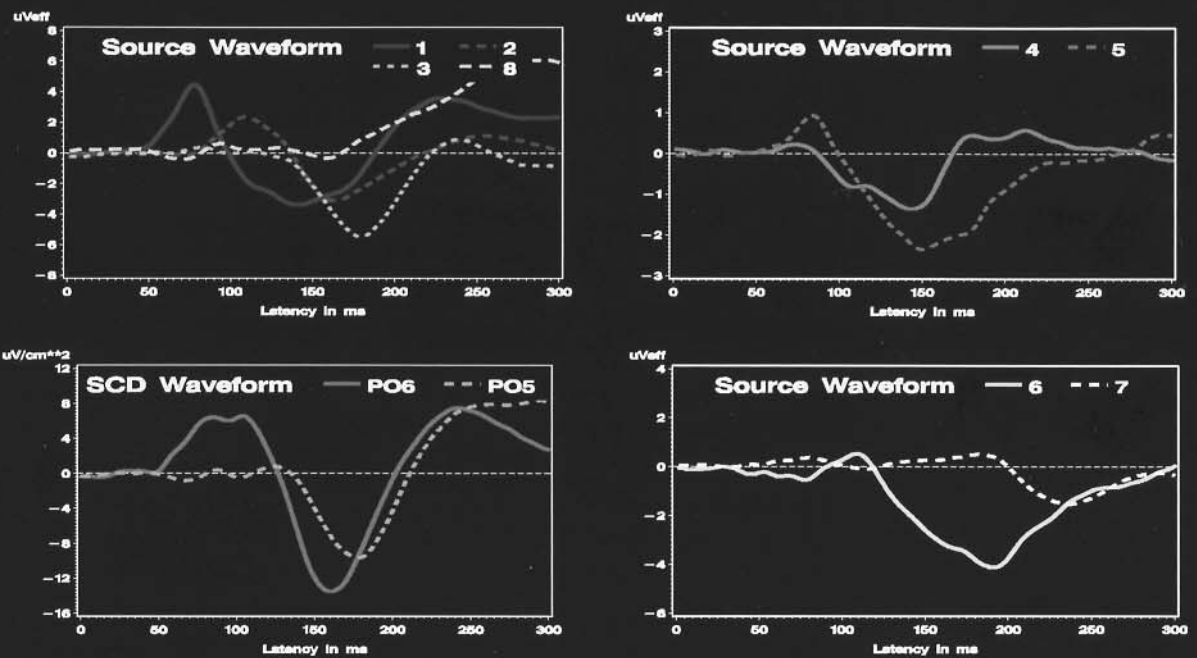 uVeff
8
Source Waveform 1 2
3 8
6
4
2
0
−2
−4
−6
−8
0 50 100 150 200 250 300
Latency in ms
uVeff
3
Source Waveform 4 5
2
1
0
−1
−2
−3
0 50 100 150 200 250 300
Latency in ms
uV/cm**2
12
SCD Waveform PO6 PO5
8
4
0
−4
−8
−12
−16
0 50 100 150 200 250 300
Latency in ms
uVeff
4
Source Waveform 6 7
2
0
−2
−4
−6
0 50 100 150 200 250 300
Latency in ms